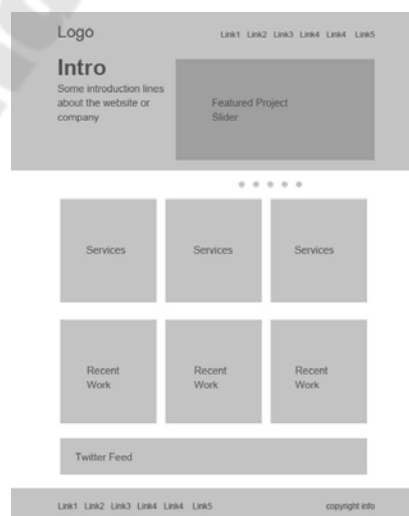 Logo
Link1 Link2 Link3 Link4 Link4 Link5
Intro
Some introduction lines
about the website or
company
Featured Project
Slider
Services
Services
Services
Recent
Work
Recent
Work
Recent
Work
Twitter Feed
Link1 Link2 Link3 Link4 Link4 Link5
copyright info